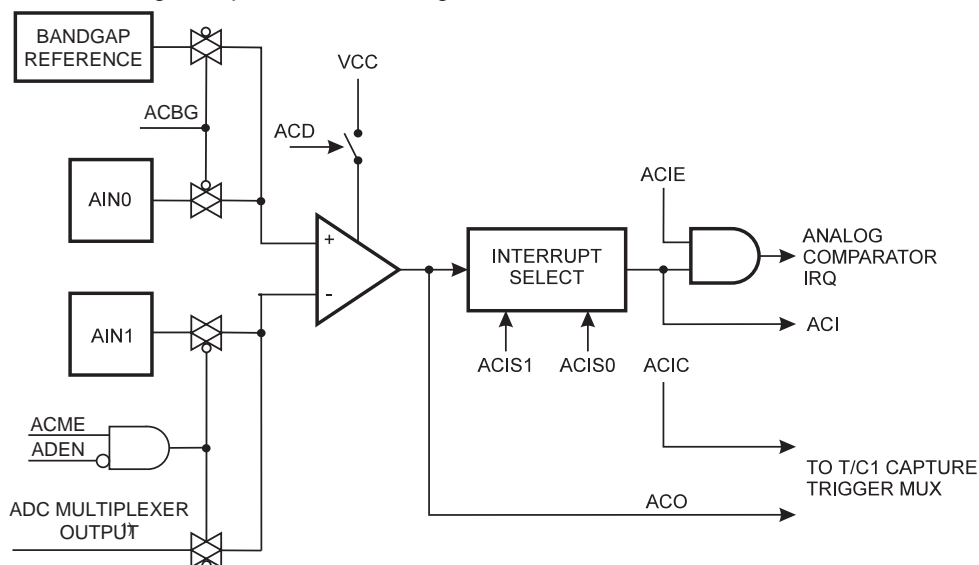 BANDGAP
REFERENCE
VCC
ACBG
ACD
AIN0
ACIE
+
INTERRUPT
SELECT
ANALOG
COMPARATOR
IRQ
-
AIN1
ACI
ACIS1
ACIS0
ACIC
ACME
ADEN
TO T/C1 CAPTURE
TRIGGER MUX
ADC MULTIPLEXER
OUTPUT 1)
ACO